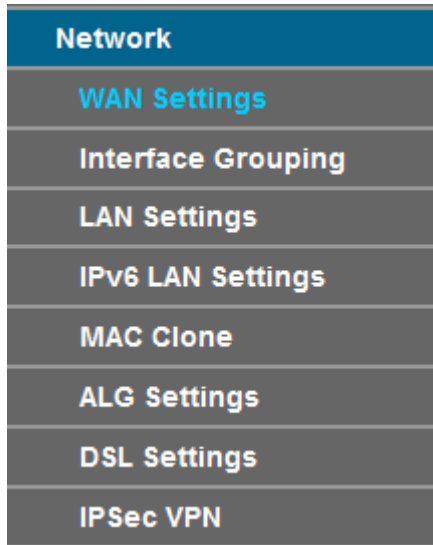 Network
WAN Settings
Interface Grouping
LAN Settings
IPv6 LAN Settings
MAC Clone
ALG Settings
DSL Settings
IPSec VPN